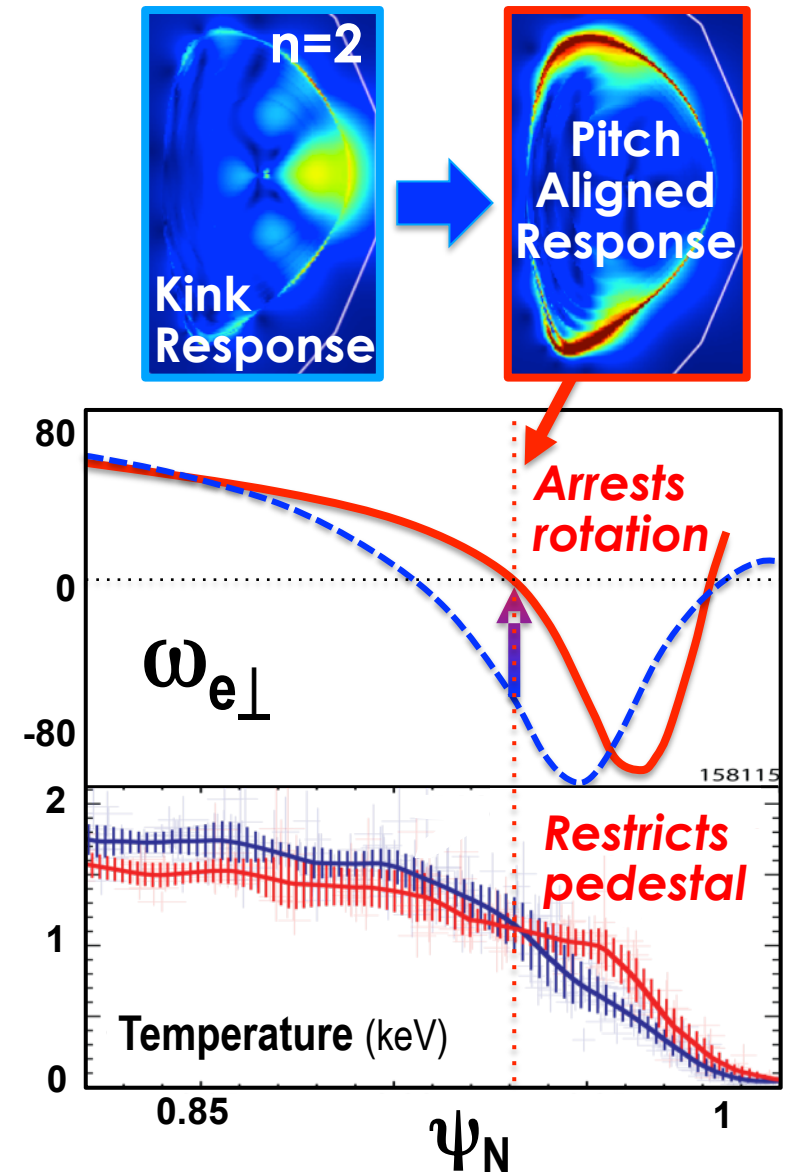 n=2
Kink
Response
Pitch
Aligned
Response
80
0
-80
ωe⊥
Arrests
rotation
158115
2
1
0
Restricts
pedestal
Temperature (keV)
0.85
1
ψN